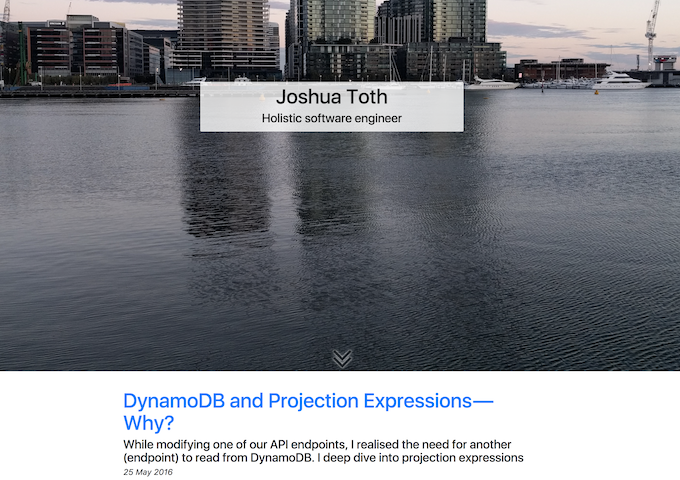 Joshua Toth
Holistic software engineer
DynamoDB and Projection Expressions—
Why?
While modifying one of our API endpoints, I realised the need for another
(endpoint) to read from DynamoDB. I deep dive into projection expressions
25 May 2016